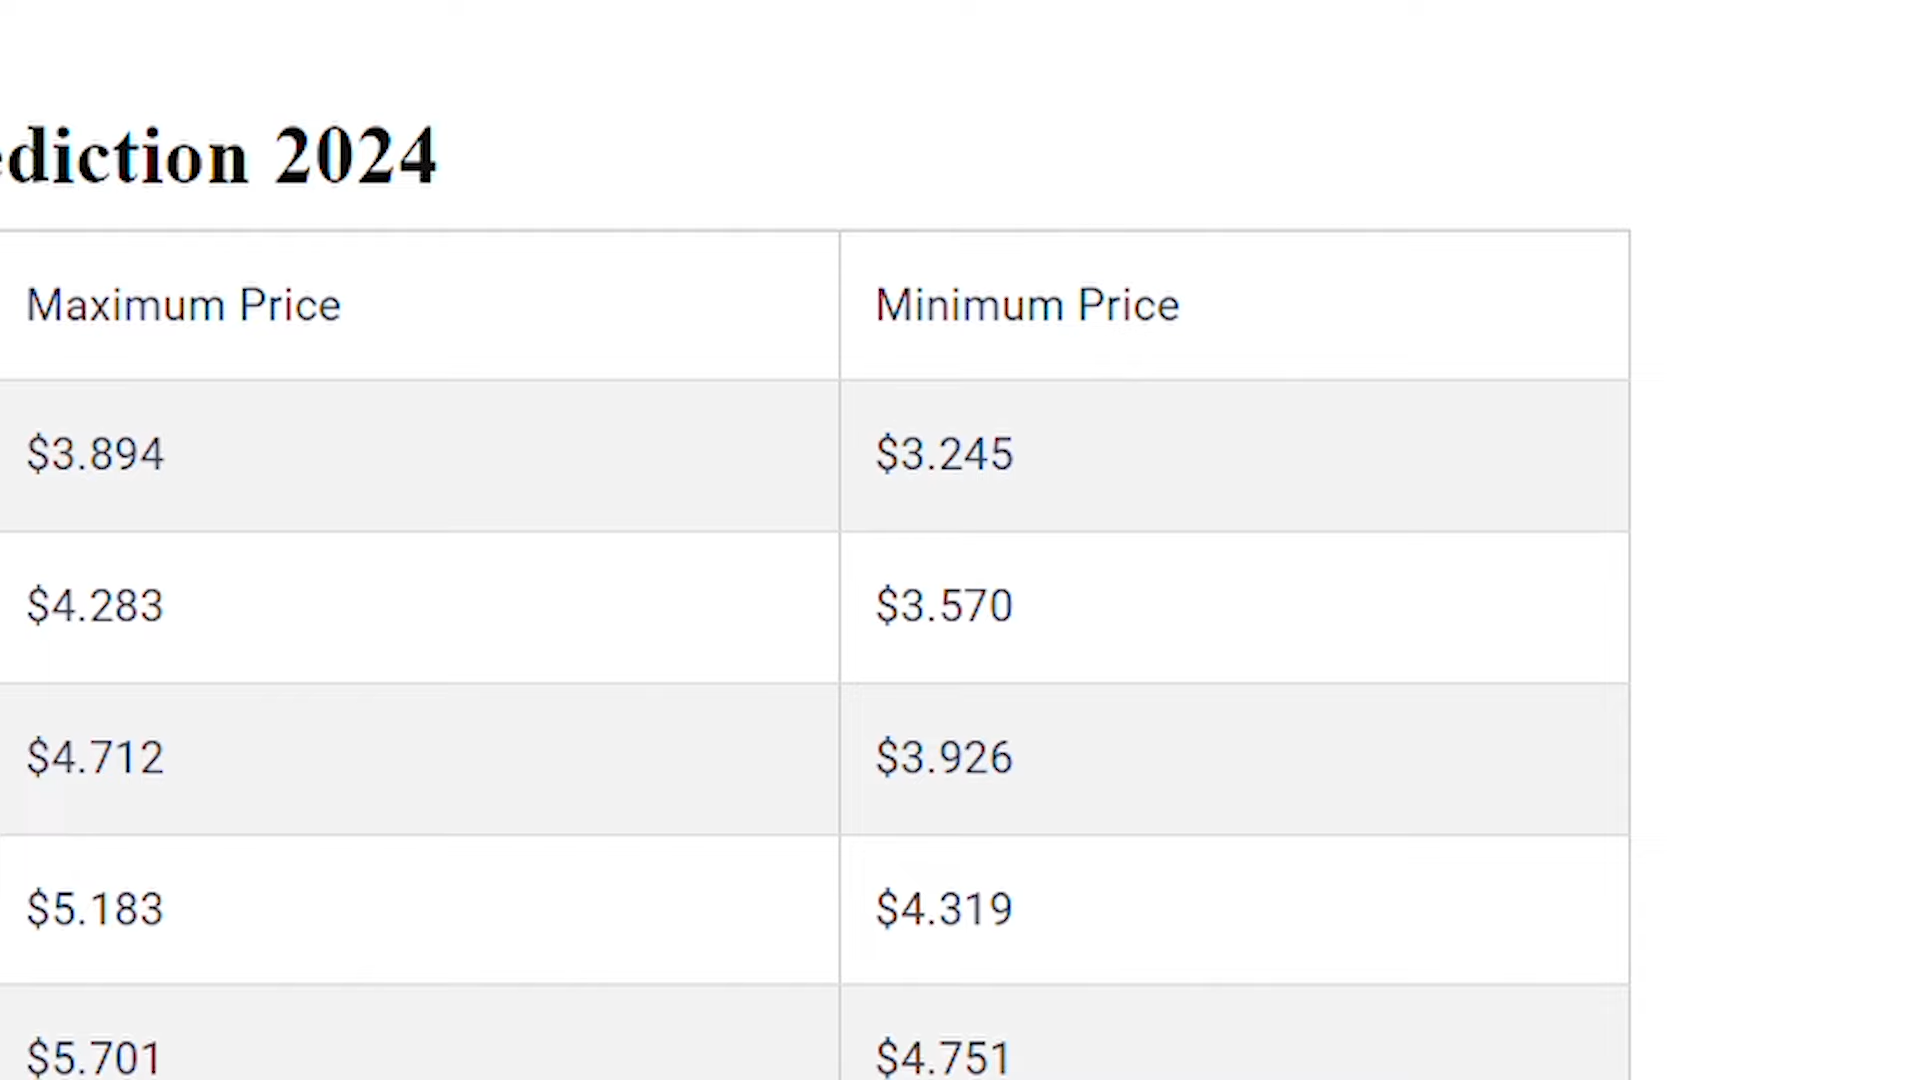 ediction 2024
Maximum Price Minimum Price
$3.894 $3.245
$4.283 $3.570
$4.712 $3.926
$5.183 $4.319
$5.701 $4.751